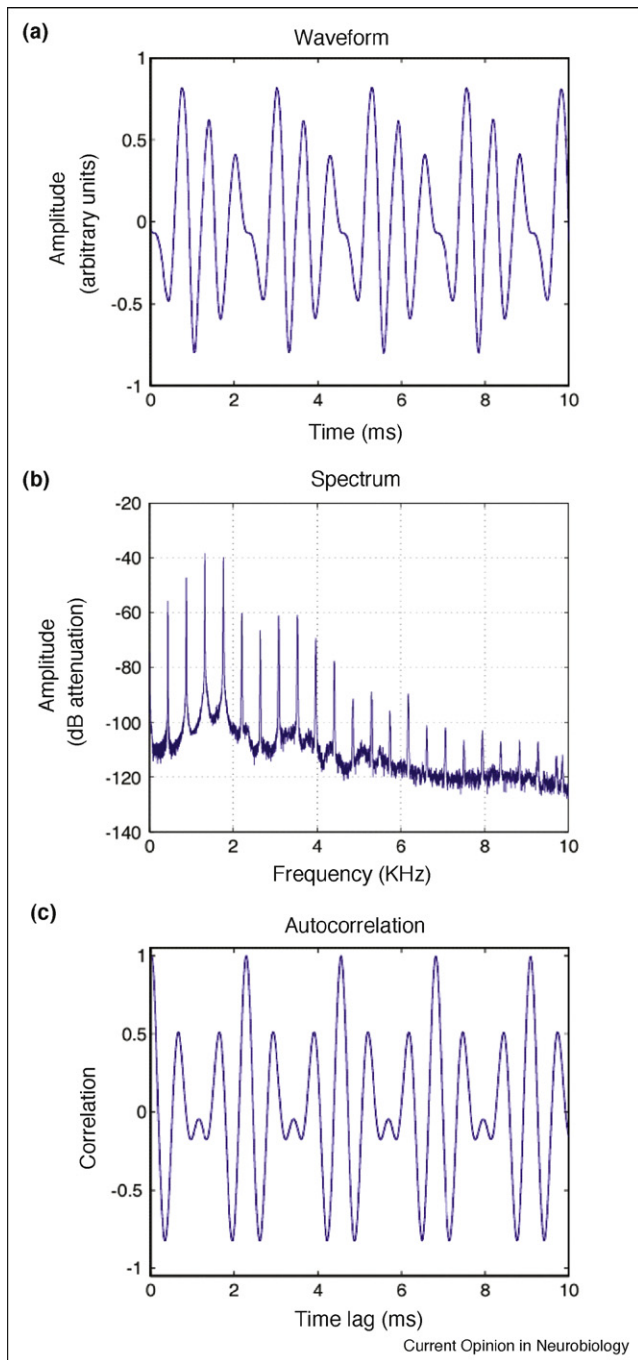 (a)
Waveform
1
0.5
0
-0.5
-1
Amplitude
(arbitrary units)
0 2 4 6 8 10
Time (ms)
(b)
Spectrum
-20
-40
-60
-80
-100
-120
-140
Amplitude
(dB attenuation)
0 2 4 6 8 10
Frequency (KHz)
(c)
Autocorrelation
1
0.5
0
-0.5
-1
Correlation
0 2 4 6 8 10
Time lag (ms)
Current Opinion in Neurobiology